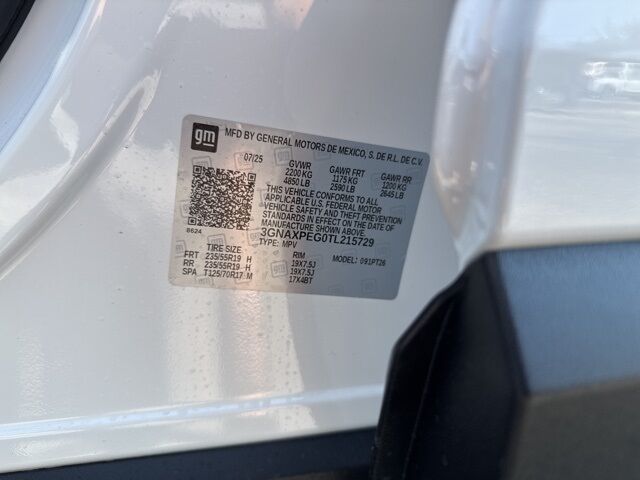 gm MFD BY GENERAL MOTORS DE MEXICO, S. DE R.L. DE C.V.
07/25 GVWR GAWR FRT GAWR RR
2200 KG 1175 KG 1200 KG
4850 LB 2590 LB 2645 LB
THIS VEHICLE CONFORMS TO ALL
APPLICABLE U.S. FEDERAL MOTOR
VEHICLE SAFETY AND THEFT PREVENTION
STANDARDS IN EFFECT ON THE DATE OF
MANUFACTURE SHOWN ABOVE.
8624 3GNAXPEG0TL215729
TYPE: MPV MODEL: 091PT26
TIRE SIZE RIM
FRT 235/55R19 H 19X7.5J
RR 235/55R19 H 19X7.5J
SPA T125/70R17 M 17X4BT